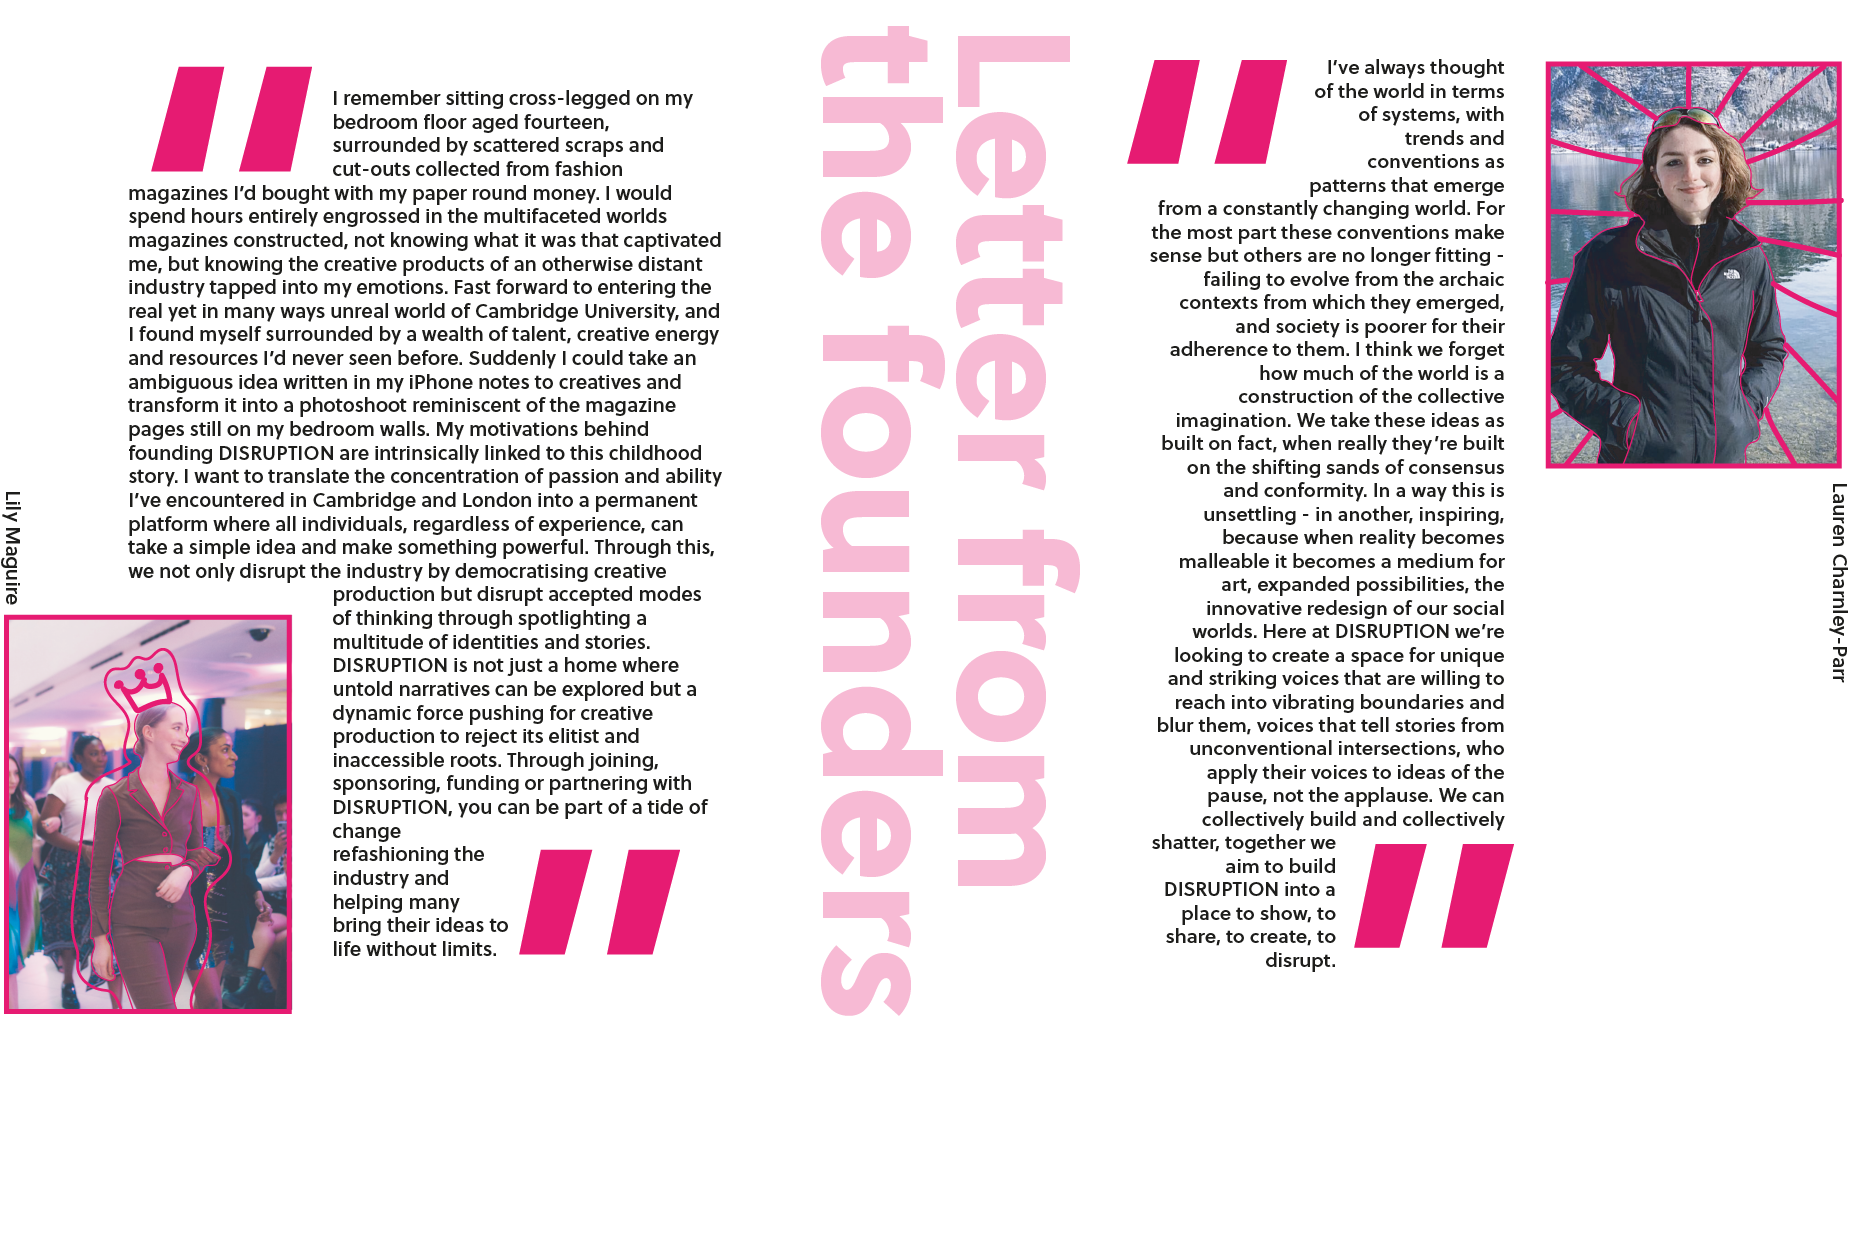 Letter from
the founders
I remember sitting cross-legged on my
bedroom floor aged fourteen,
surrounded by scattered scraps and
cut-outs collected from fashion
magazines I’d bought with my paper round money. I would
spend hours entirely engrossed in the multifaceted worlds
magazines constructed, not knowing what it was that captivated
me, but knowing the creative products of an otherwise distant
industry tapped into my emotions. Fast forward to entering the
real yet in many ways unreal world of Cambridge University, and
I found myself surrounded by a wealth of talent, creative energy
and resources I’d never seen before. Suddenly I could take an
ambiguous idea written in my iPhone notes to creatives and
transform it into a photoshoot reminiscent of the magazine
pages still on my bedroom walls. My motivations behind
founding DISRUPTION are intrinsically linked to this childhood
story. I want to translate the concentration of passion and ability
I’ve encountered in Cambridge and London into a permanent
platform where all individuals, regardless of experience, can
take a simple idea and make something powerful. Through this,
we not only disrupt the industry by democratising creative
production but disrupt accepted modes
of thinking through spotlighting a
multitude of identities and stories.
DISRUPTION is not just a home where
untold narratives can be explored but a
dynamic force pushing for creative
production to reject its elitist and
inaccessible roots. Through joining,
sponsoring, funding or partnering with
DISRUPTION, you can be part of a tide of
change
refashioning the
industry and
helping many
bring their ideas to
life without limits.
Lily Maguire
I’ve always thought
of the world in terms
of systems, with
trends and
conventions as
patterns that emerge
from a constantly changing world. For
the most part these conventions make
sense but others are no longer fitting -
failing to evolve from the archaic
contexts from which they emerged,
and society is poorer for their
adherence to them. I think we forget
how much of the world is a
construction of the collective
imagination. We take these ideas as
built on fact, when really they’re built
on the shifting sands of consensus
and conformity. In a way this is
unsettling - in another, inspiring,
because when reality becomes
malleable it becomes a medium for
art, expanded possibilities, the
innovative redesign of our social
worlds. Here at DISRUPTION we’re
looking to create a space for unique
and striking voices that are willing to
reach into vibrating boundaries and
blur them, voices that tell stories from
unconventional intersections, who
apply their voices to ideas of the
pause, not the applause. We can
collectively build and collectively
shatter, together we
aim to build
DISRUPTION into a
place to show, to
share, to create, to
disrupt.
Lauren Charnley-Parr